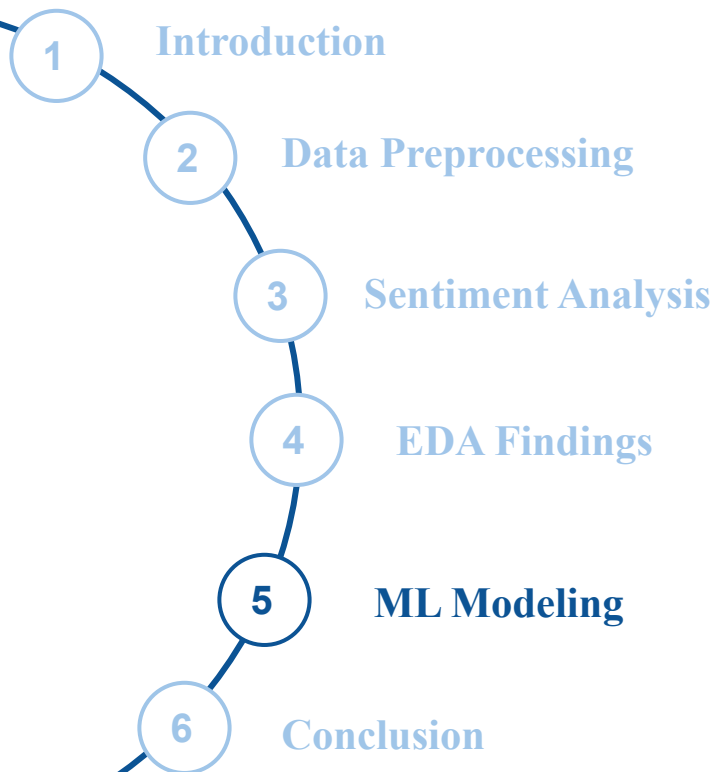 1 Introduction
2 Data Preprocessing
3 Sentiment Analysis
4 EDA Findings
5 ML Modeling
6 Conclusion